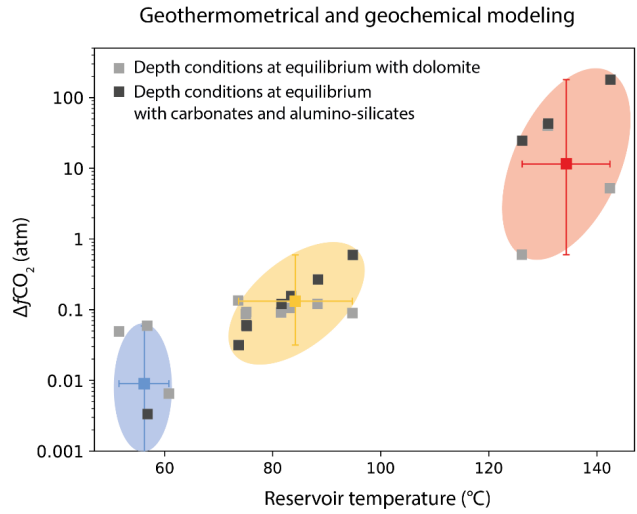 Geothermometrical and geochemical modeling
Depth conditions at equilibrium with dolomite
Depth conditions at equilibrium
with carbonates and alumino-silicates
ΔfCO₂ (atm)
100
10
1
0.1
0.01
0.001
60
80
100
120
140
Reservoir temperature (°C)